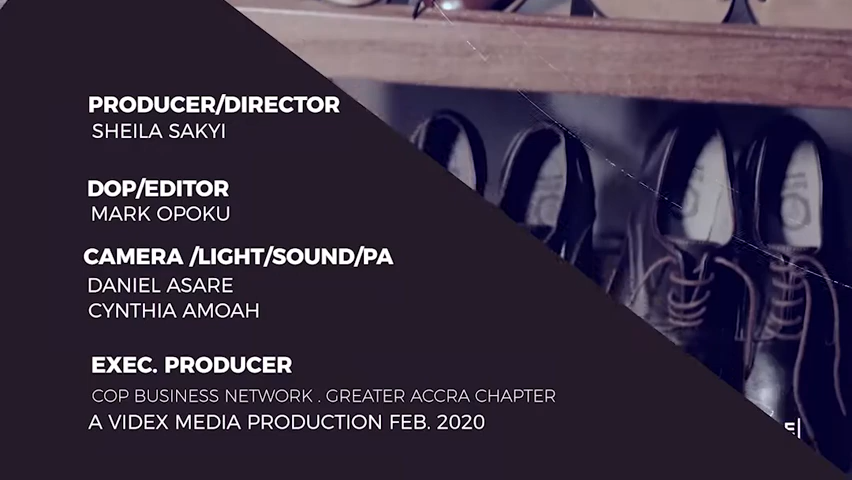 PRODUCER/DIRECTOR
SHEILA SAKYI
DOP/EDITOR
MARK OPOKU
CAMERA /LIGHT/SOUND/PA
DANIEL ASARE
CYNTHIA AMOAH
EXEC. PRODUCER
COP BUSINESS NETWORK . GREATER ACCRA CHAPTER
A VIDEX MEDIA PRODUCTION FEB. 2020